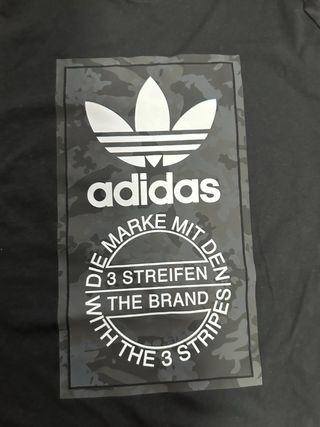 adidas
DIE MARKE MIT DEN
3 STREIFEN
THE BRAND
WITH THE 3 STRIPES